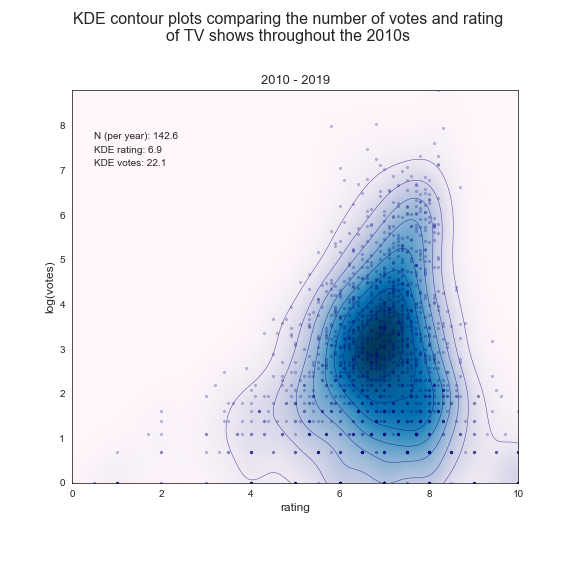 KDE contour plots comparing the number of votes and rating
of TV shows throughout the 2010s
2010 - 2019
N (per year): 142.6
KDE rating: 6.9
KDE votes: 22.1
log(votes)
8
7
6
5
4
3
2
1
0
0 2 4 6 8 10
rating